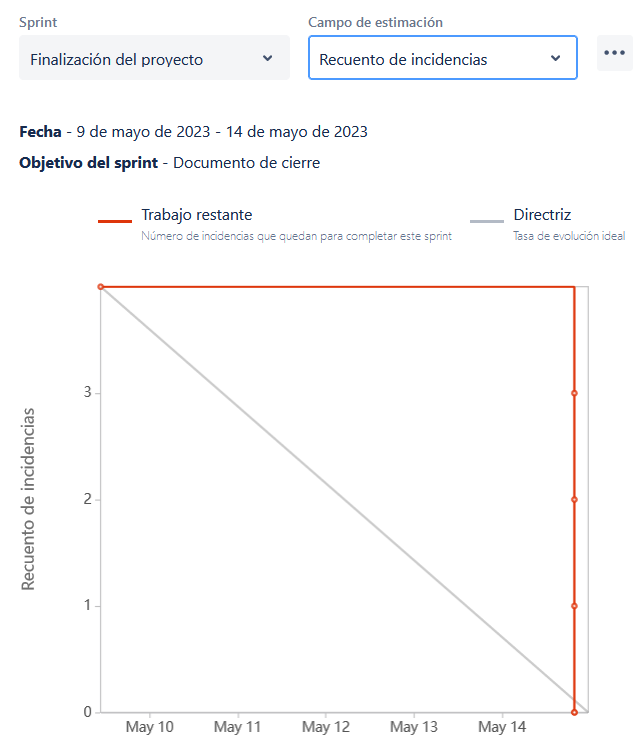 Sprint
Campo de estimación
Finalización del proyecto
Recuento de incidencias
Fecha - 9 de mayo de 2023 - 14 de mayo de 2023
Objetivo del sprint - Documento de cierre
Trabajo restante
Número de incidencias que quedan para completar este sprint
Directriz
Tasa de evolución ideal
Recuento de incidencias
3
2
1
0
May 10
May 11
May 12
May 13
May 14